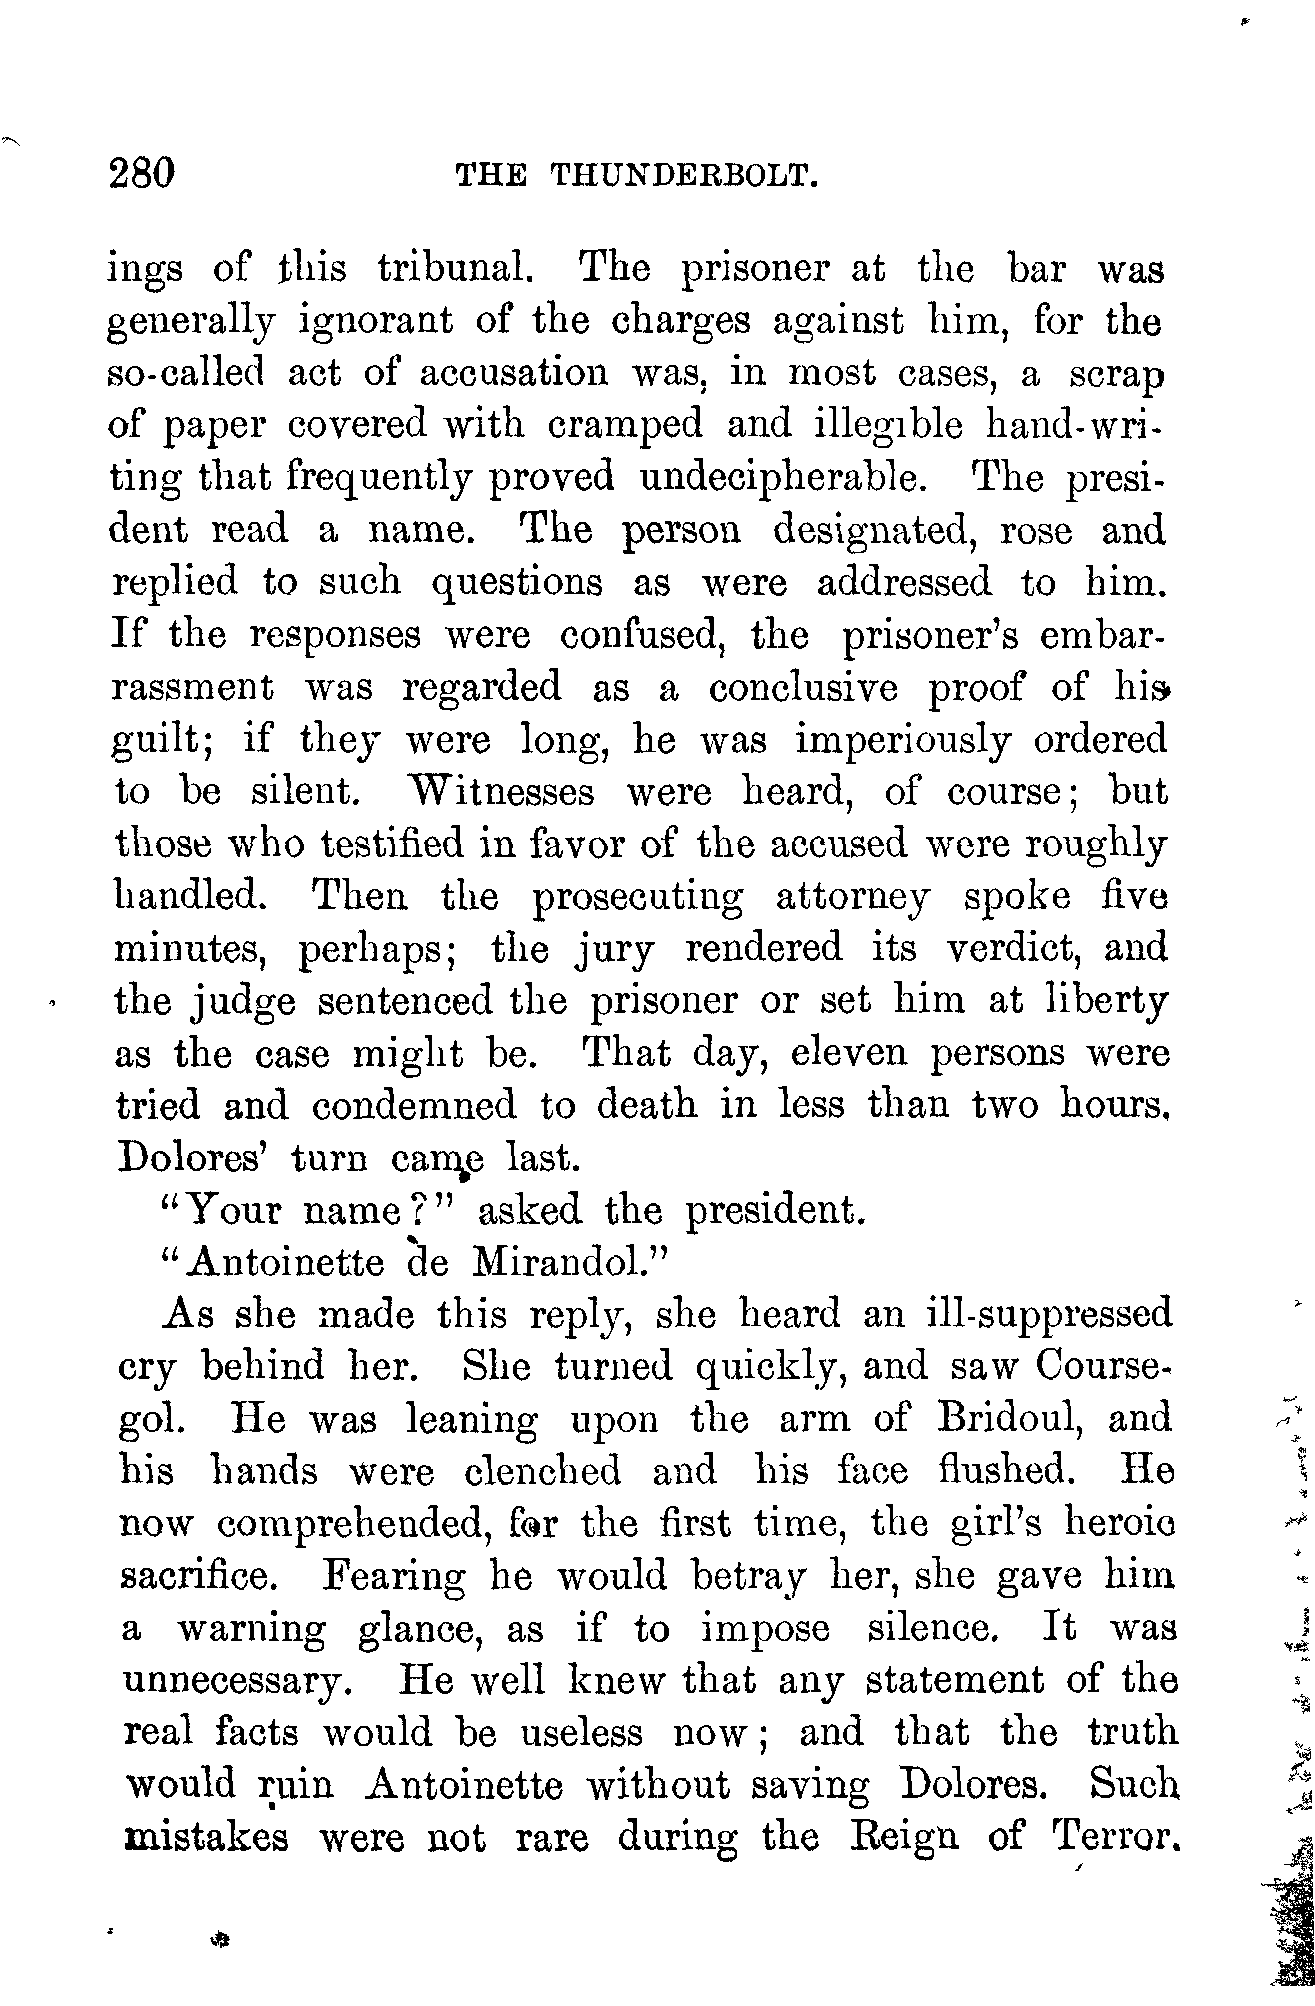 280 THE THUNDERBOLT.
ings of this tribunal. The prisoner at the bar was
generally ignorant of the charges against him, for the
so-called act of accusation was, in most cases, a scrap
of paper covered with cramped and illegible hand-wri-
ting that frequently proved undecipherable. The presi-
dent read a name. The person designated, rose and
replied to such questions as were addressed to him.
If the responses were confused, the prisoner's embar-
rassment was regarded as a conclusive proof of his
guilt; if they were long, he was imperiously ordered
to be silent. Witnesses were heard, of course; but
those who testified in favor of the accused were roughly
handled. Then the prosecuting attorney spoke five
minutes, perhaps; the jury rendered its verdict, and
the judge sentenced the prisoner or set him at liberty
as the case might be. That day, eleven persons were
tried and condemned to death in less than two hours.
Dolores' turn came last.
"Your name?" asked the president.
"Antoinette de Mirandol."
As she made this reply, she heard an ill-suppressed
cry behind her. She turned quickly, and saw Course-
gol. He was leaning upon the arm of Bridoul, and
his hands were clenched and his face flushed. He
now comprehended, for the first time, the girl's heroic
sacrifice. Fearing he would betray her, she gave him
a warning glance, as if to impose silence. It was
unnecessary. He well knew that any statement of the
real facts would be useless now; and that the truth
would ruin Antoinette without saving Dolores. Such
mistakes were not rare during the Reign of Terror.